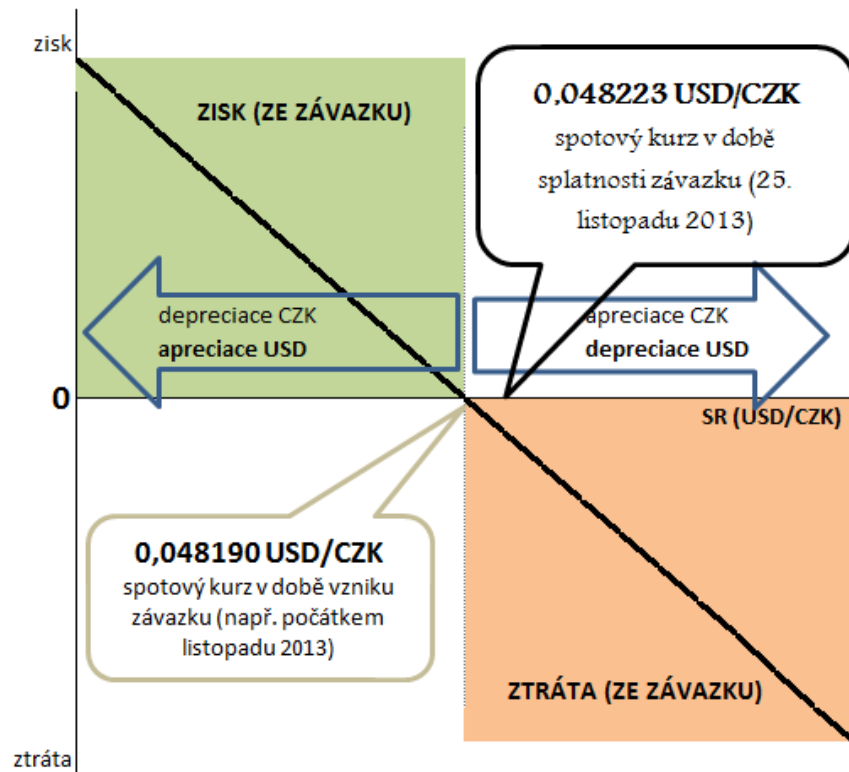 zisk
ZISK (ZE ZÁVAZKU)
0,048223 USD/CZK
spotový kurz v době
splatnosti závazku (25.
listopadu 2013)
depreciace CZK
apreciace USD
apreciace CZK
depreciace USD
0
SR (USD/CZK)
0,048190 USD/CZK
spotový kurz v době vzniku
závazku (např. počátkem
listopadu 2013)
ZTRÁTA (ZE ZÁVAZKU)
ztráta